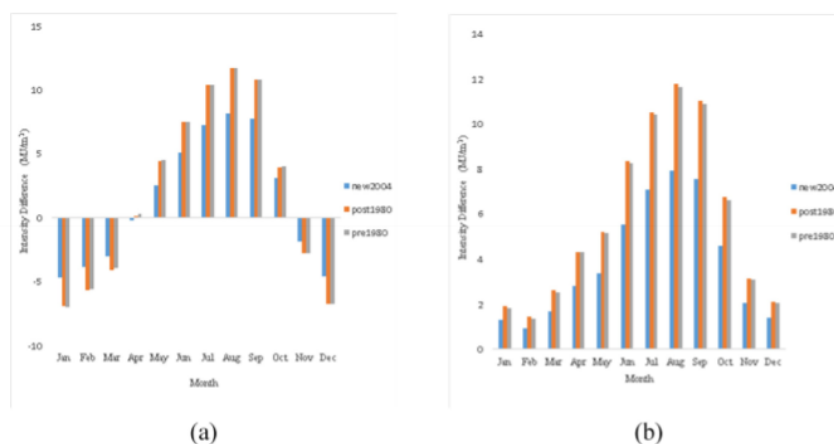 15
10
5
0
-5
-10
Intensity Difference (MJ/m²)
Jan Feb Mar Apr May Jun Jul Aug Sep Oct Nov Dec
Month
new2004
post1980
pre1980
(a)
14
12
10
8
6
4
2
0
Intensity Difference (MJ/m²)
Jan Feb Mar Apr May Jun Jul Aug Sep Oct Nov Dec
Month
new2004
post1980
pre1980
(b)